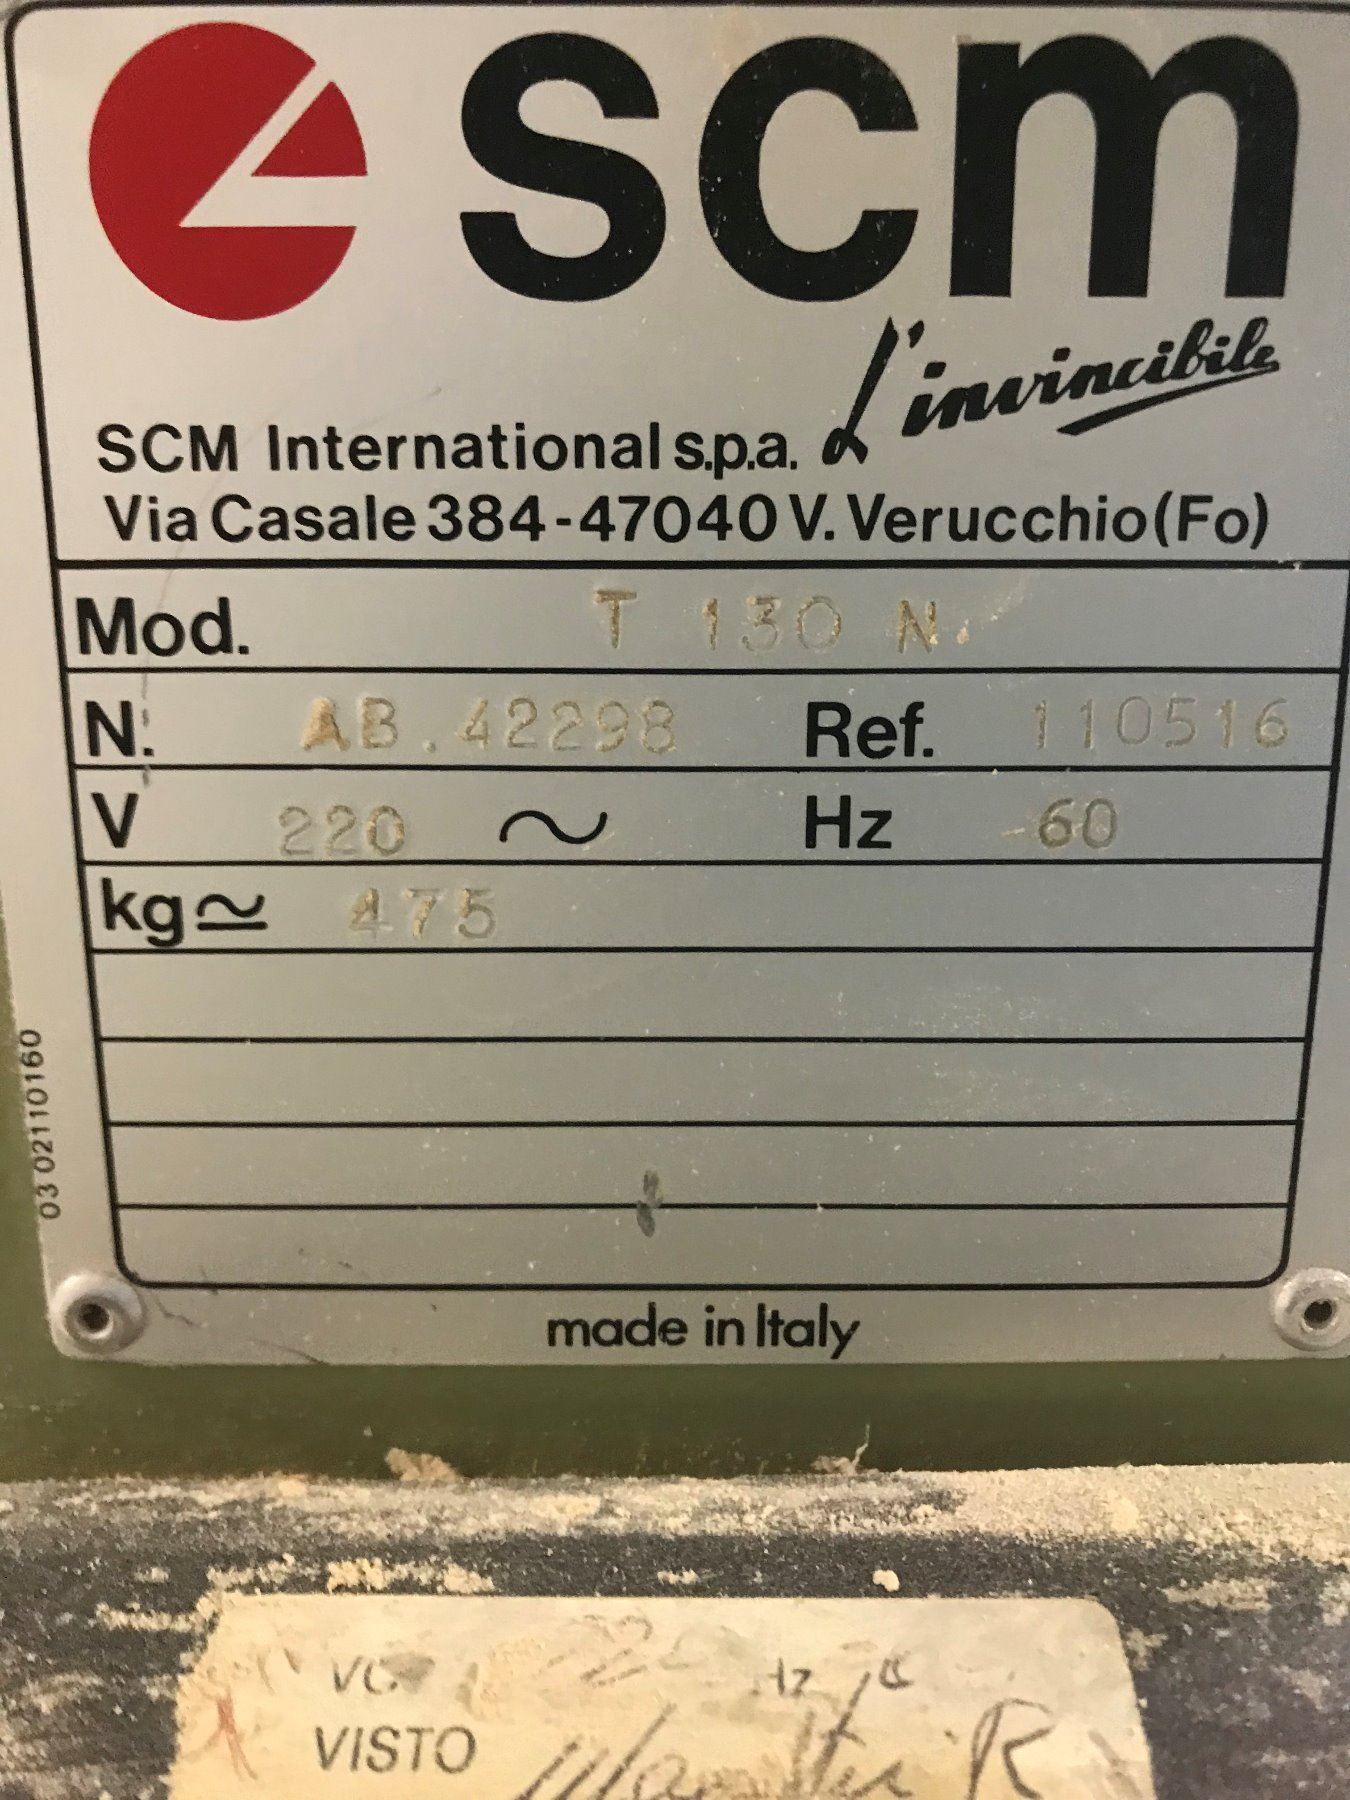 scm
L'invincibile
SCM International s.p.a.
Via Casale 384-47040 V. Verucchio (Fo)
Mod. T 130 N.
N. AB.42298 Ref. 110516
V 220 ~ Hz 60
kg≃ 475
03 02110160
made in Italy
VISTO